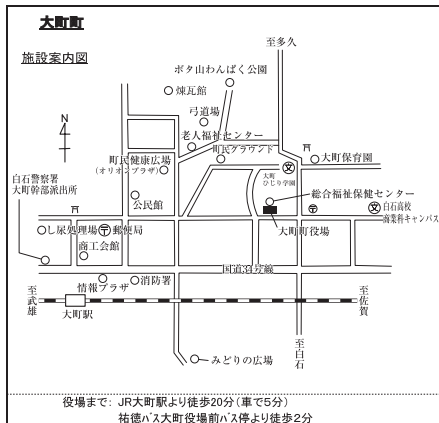 大町町
施設案内図
至多久
ボタ山わんぱく公園
煉瓦館
弓道場
N
老人福祉センター
町民グラウンド
町民健康広場
(オリオンプラザ)
大町保育園
大町
ひじり学園
白石警察署
大町幹部派出所
総合福祉保健センター
公民館
白石高校
商業科キャンパス
し尿処理場
郵便局
大町町役場
商工会館
国道34号線
情報プラザ
消防署
至武雄
大町駅
至佐賀
至白石
みどりの広場
役場まで: JR大町駅より徒歩20分(車で5分)
祐徳バス大町役場前バス停より徒歩2分